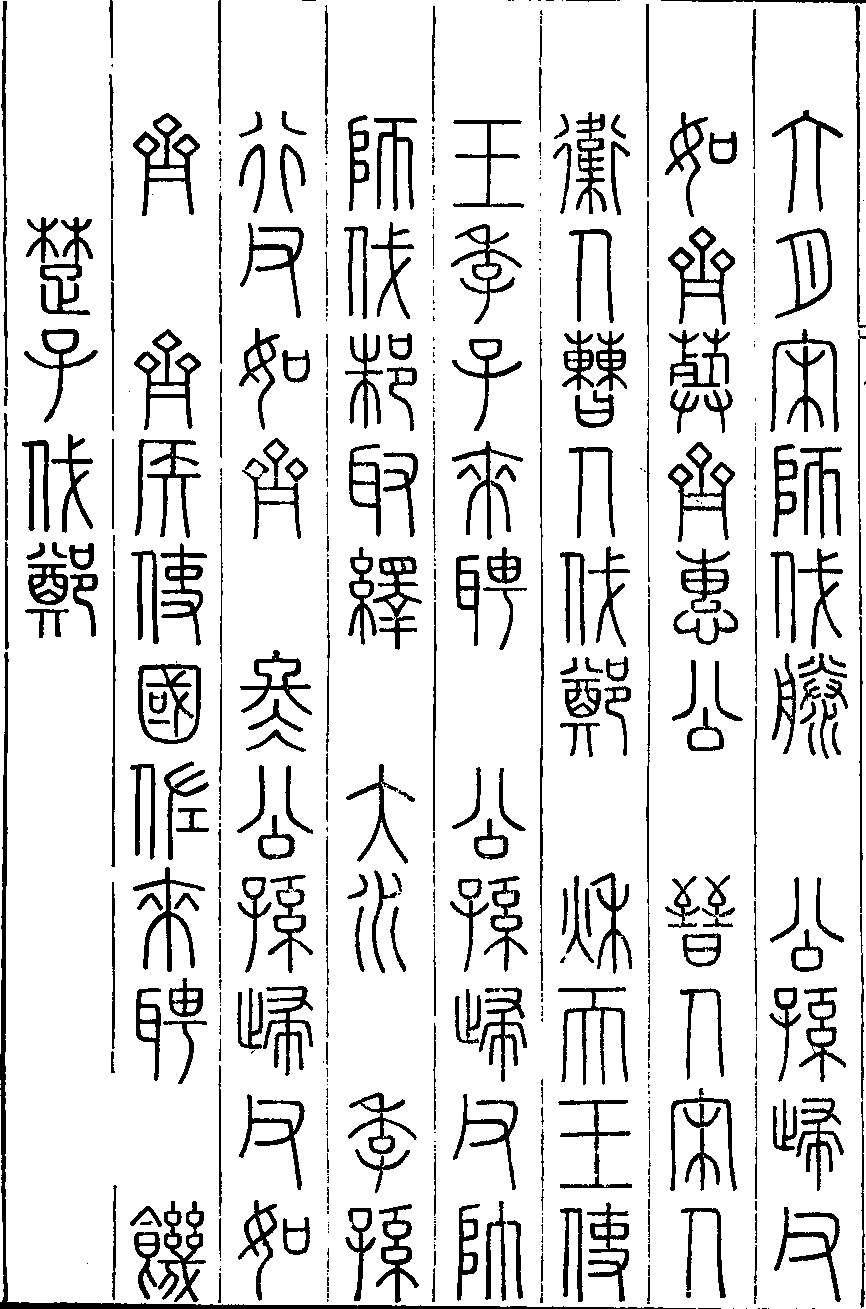 六月宋師伐滕　公孫歸父
如齊葬齊惠公　晉人宋人
衛人曹人伐鄭　秋天王使
王季子來聘　公孫歸父帥
師伐邾取繹　大水　季孫
行父如齊　冬公孫歸父如
齊　齊侯使國佐來聘　饑
楚子伐鄭